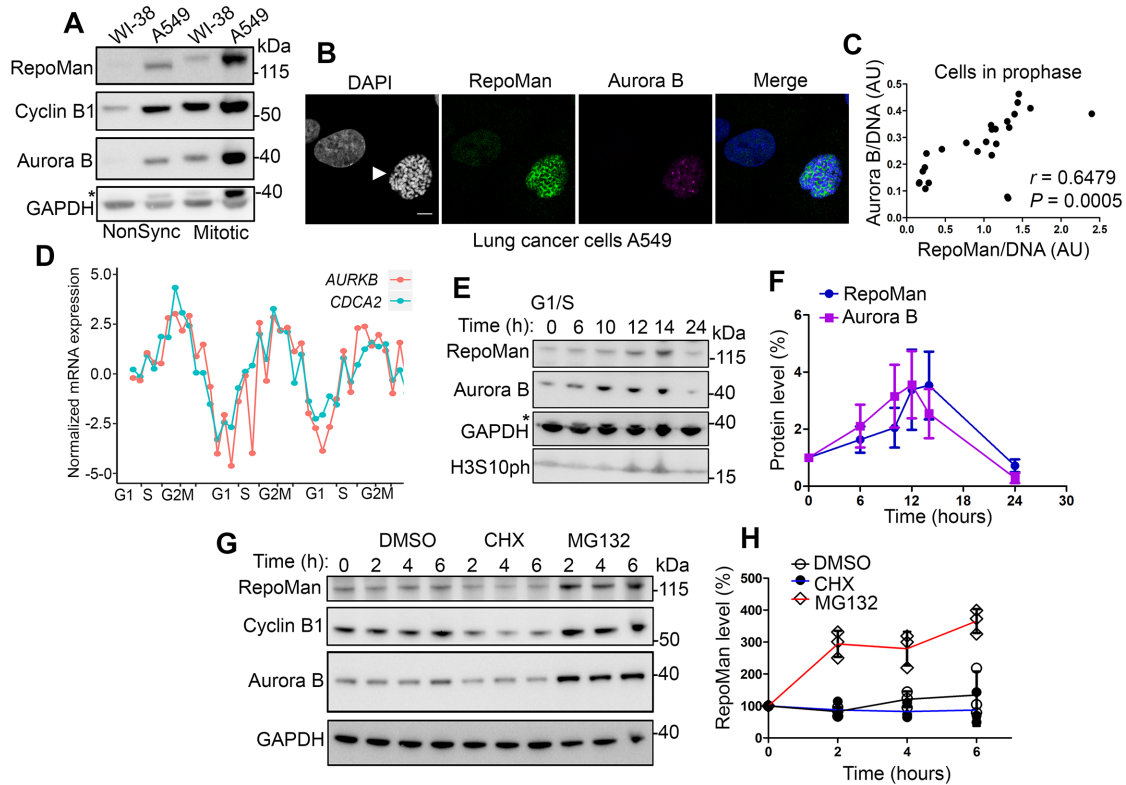 A
WI-38 A549 WI-38 A549
kDa
RepoMan
-115
Cyclin B1
-50
Aurora B
-40
*
-40
GAPDH
NonSync Mitotic
B
DAPI RepoMan Aurora B Merge
Lung cancer cells A549
C
Cells in prophase
Aurora B/DNA (AU)
0.5
0.4
0.3
0.2
0.1
0.0
r = 0.6479
P = 0.0005
0.0 0.5 1.0 1.5 2.0 2.5
RepoMan/DNA (AU)
D
Normalized mRNA expression
5.0
2.5
0.0
-2.5
-5.0
AURKB
CDCA2
G1 S G2M G1 S G2M G1 S G2M
E
G1/S
Time (h): 0 6 10 12 14 24 kDa
RepoMan
-115
Aurora B
-40
*
-40
GAPDH
H3S10ph
-15
F
RepoMan
Aurora B
Protein level (%)
6
4
2
0
0 6 12 18 24 30
Time (hours)
G
DMSO CHX MG132
Time (h): 0 2 4 6 2 4 6 2 4 6 kDa
RepoMan
-115
Cyclin B1
-50
Aurora B
-40
GAPDH
-40
H
DMSO
CHX
MG132
RepoMan level (%)
500
400
300
200
100
0
0 2 4 6
Time (hours)